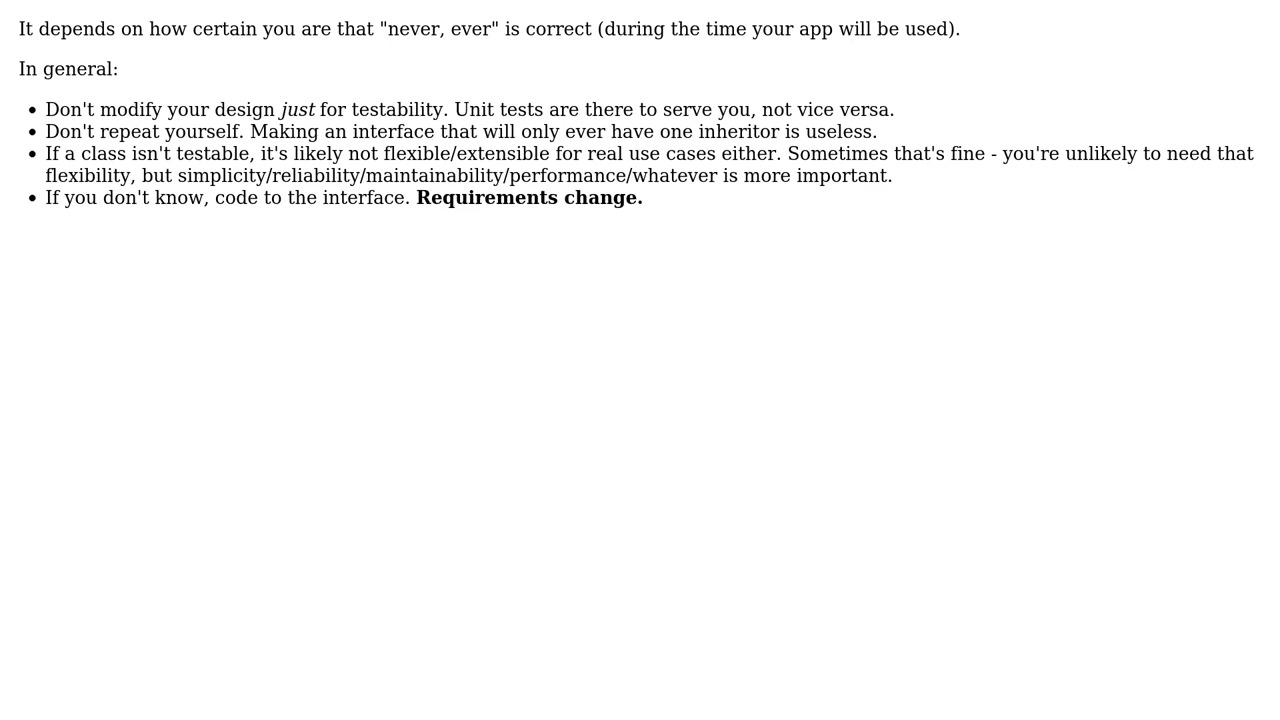 It depends on how certain you are that "never, ever" is correct (during the time your app will be used).
In general:
• Don't modify your design just for testability. Unit tests are there to serve you, not vice versa.
• Don't repeat yourself. Making an interface that will only ever have one inheritor is useless.
• If a class isn't testable, it's likely not flexible/extensible for real use cases either. Sometimes that's fine - you're unlikely to need that
flexibility, but simplicity/reliability/maintainability/performance/whatever is more important.
• If you don't know, code to the interface. Requirements change.